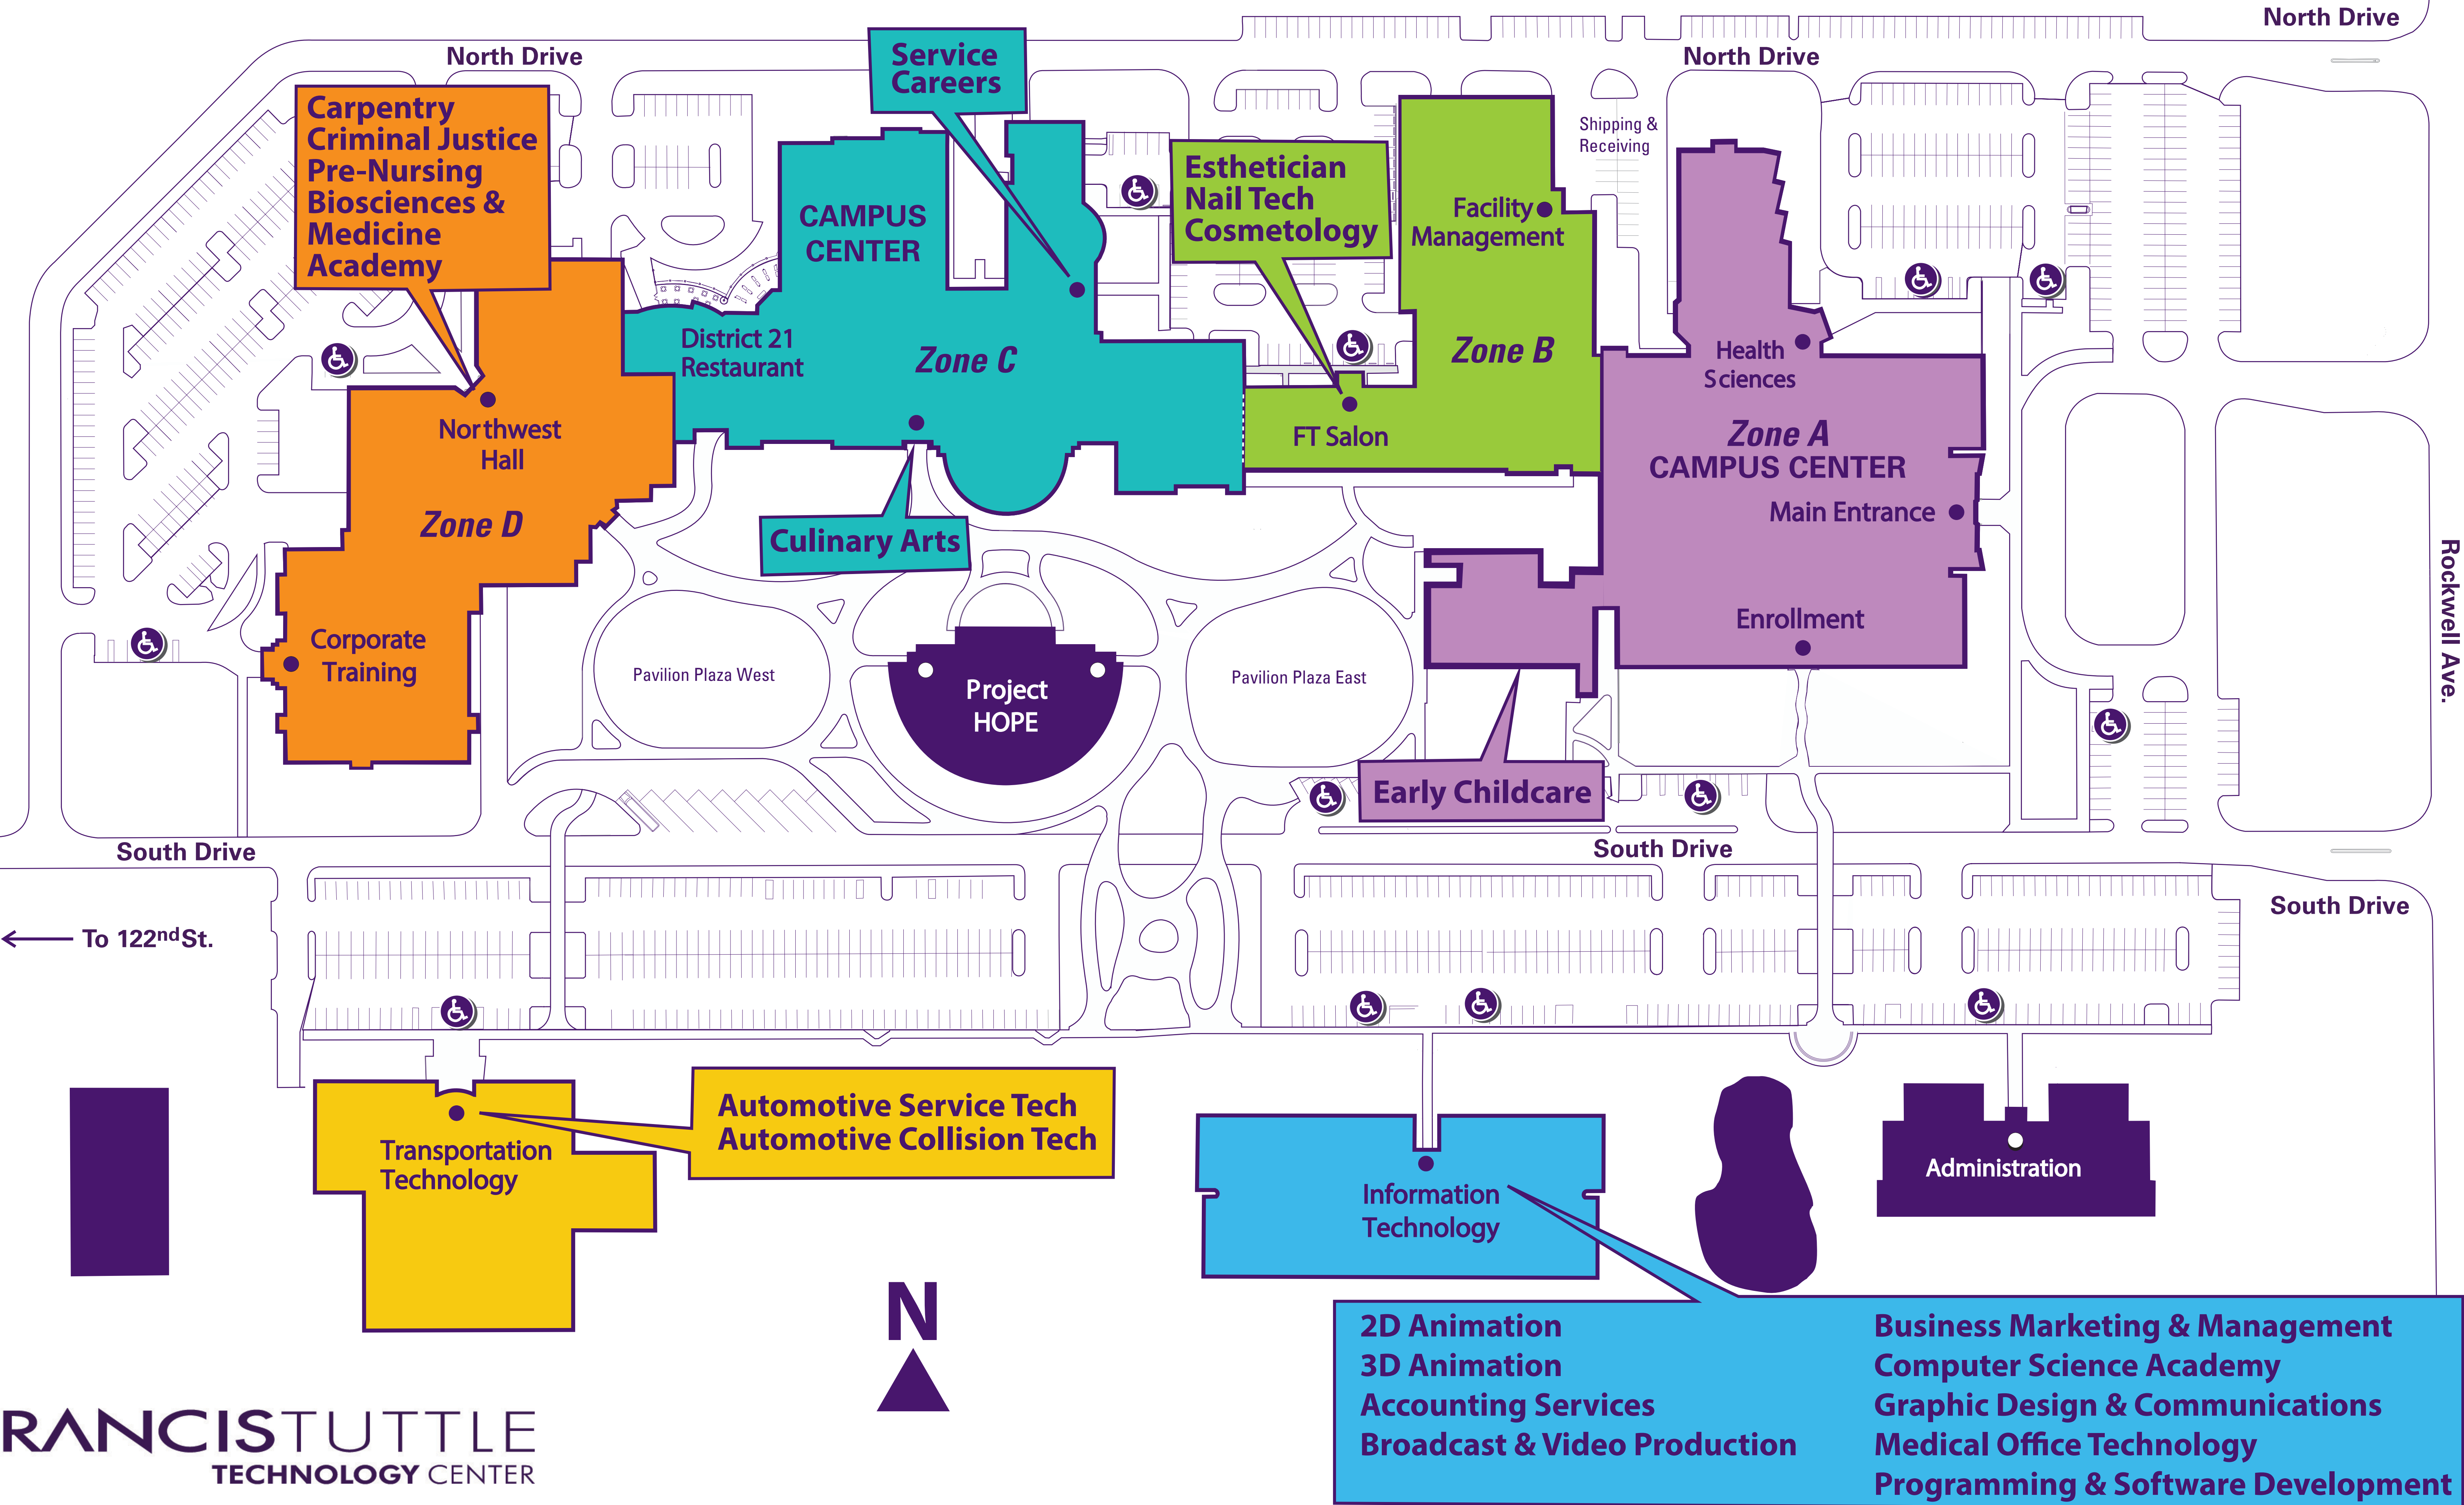 North Drive
North Drive
North Drive
Service
Careers
Carpentry
Criminal Justice
Pre-Nursing
Biosciences &
Medicine
Academy
Shipping &
Receiving
Esthetician
Nail Tech
Cosmetology
CAMPUS
CENTER
Facility
Management
District 21
Restaurant
Zone C
Zone B
Health
Sciences
Northwest
Hall
FT Salon
Zone A
CAMPUS CENTER
Main Entrance
Zone D
Culinary Arts
Rockwell Ave.
Enrollment
Corporate
Training
Pavilion Plaza West
Project
HOPE
Pavilion Plaza East
Early Childcare
South Drive
South Drive
South Drive
To 122nd St.
Automotive Service Tech
Automotive Collision Tech
Transportation
Technology
Information
Technology
Administration
N
2D Animation
3D Animation
Accounting Services
Broadcast & Video Production
Business Marketing & Management
Computer Science Academy
Graphic Design & Communications
Medical Office Technology
Programming & Software Development
RANCIS TUTTLE
TECHNOLOGY CENTER